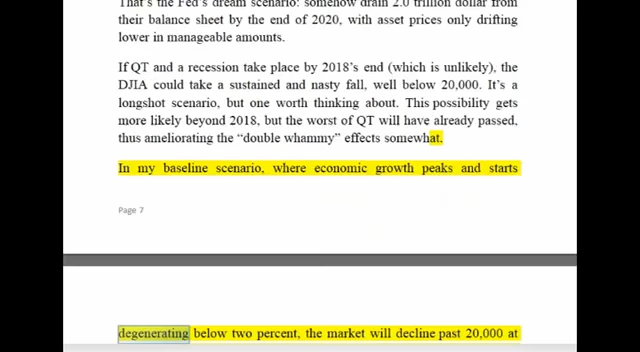 That's the Fed's dream scenario: somehow drain 2.0 trillion dollar from
their balance sheet by the end of 2020, with asset prices only drifting
lower in manageable amounts.
If QT and a recession take place by 2018's end (which is unlikely), the
DJIA could take a sustained and nasty fall, well below 20,000. It's a
longshot scenario, but one worth thinking about. This possibility gets
more likely beyond 2018, but the worst of QT will have already passed,
thus ameliorating the “double whammy” effects somewhat.
In my baseline scenario, where economic growth peaks and starts
Page 7
degenerating below two percent, the market will decline past 20,000 at